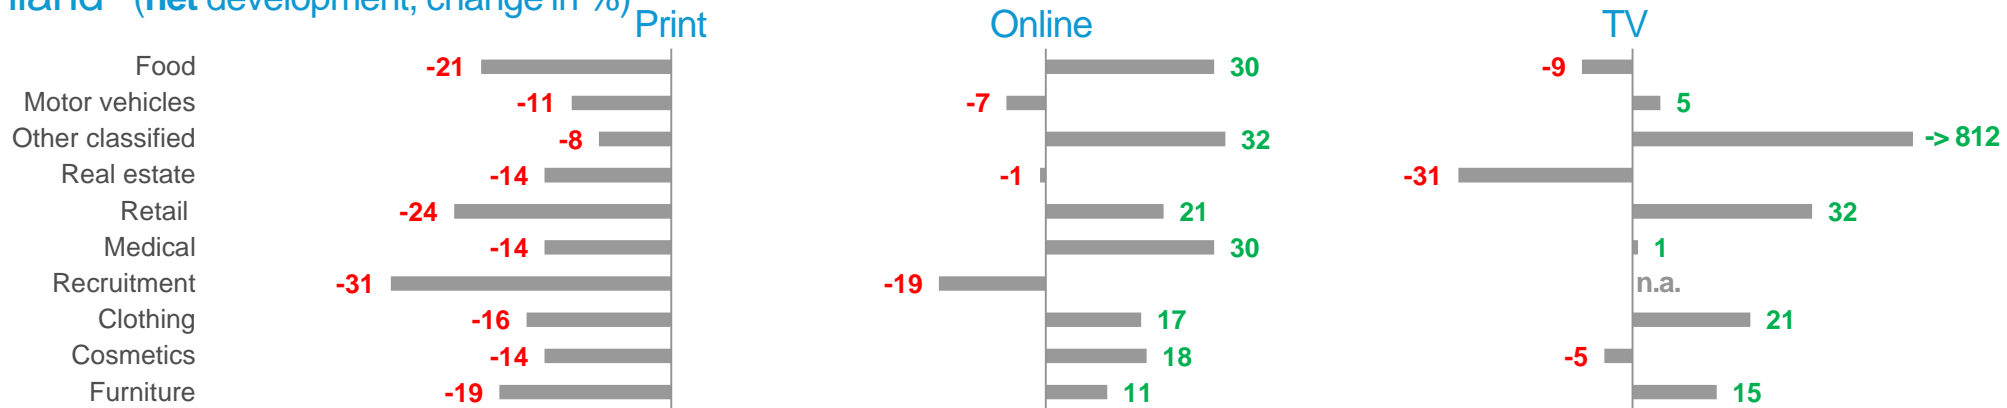 (net development, change in %)
Print Online TV
Food -21 30 -9
Motor vehicles -11 -7 5
Other classified -8 32 -> 812
Real estate -14 -1 -31
Retail -24 21 32
Medical -14 30 1
Recruitment -31 -19 n.a.
Clothing -16 17 21
Cosmetics -14 18 -5
Furniture -19 11 15